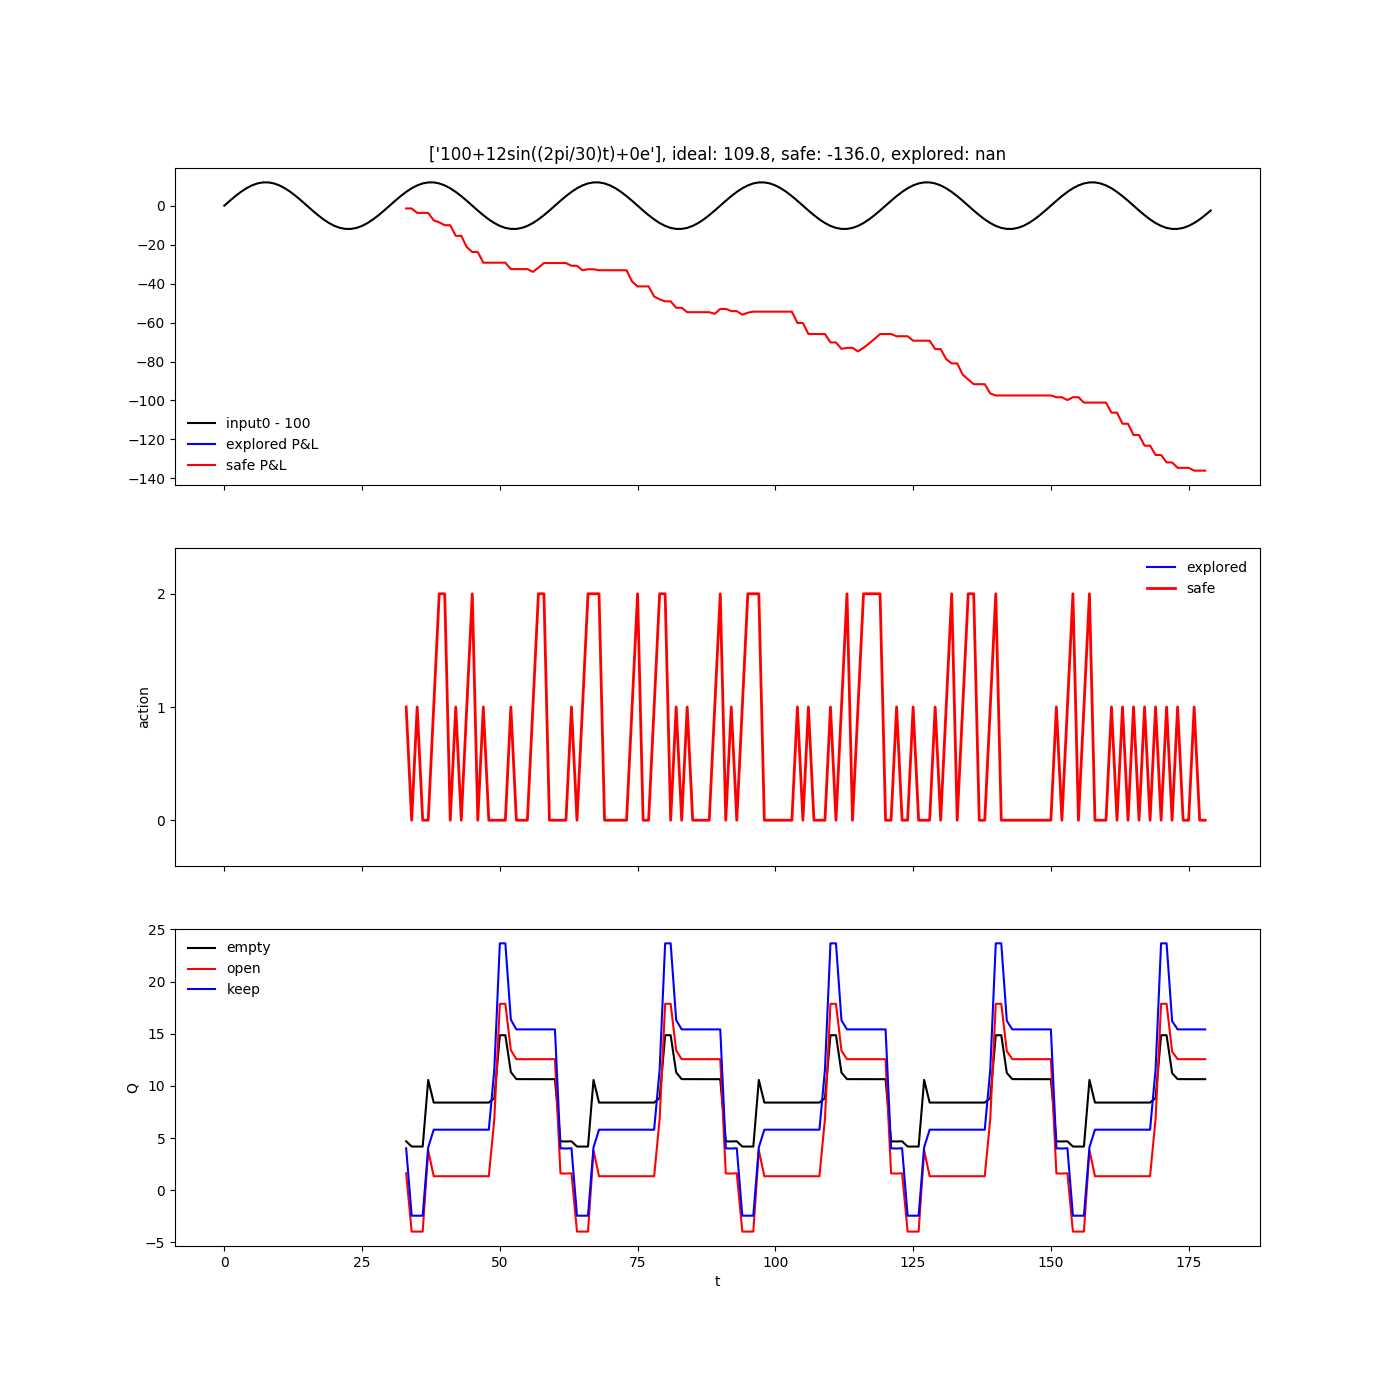 ['100+12sin((2pi/30)t)+0e'], ideal: 109.8, safe: -136.0, explored: nan
0
−20
−40
−60
−80
−100
−120
−140
input0 - 100
explored P&L
safe P&L
2
1
0
action
explored
safe
25
20
15
10
5
0
−5
Q
empty
open
keep
0
25
50
75
100
125
150
175
t